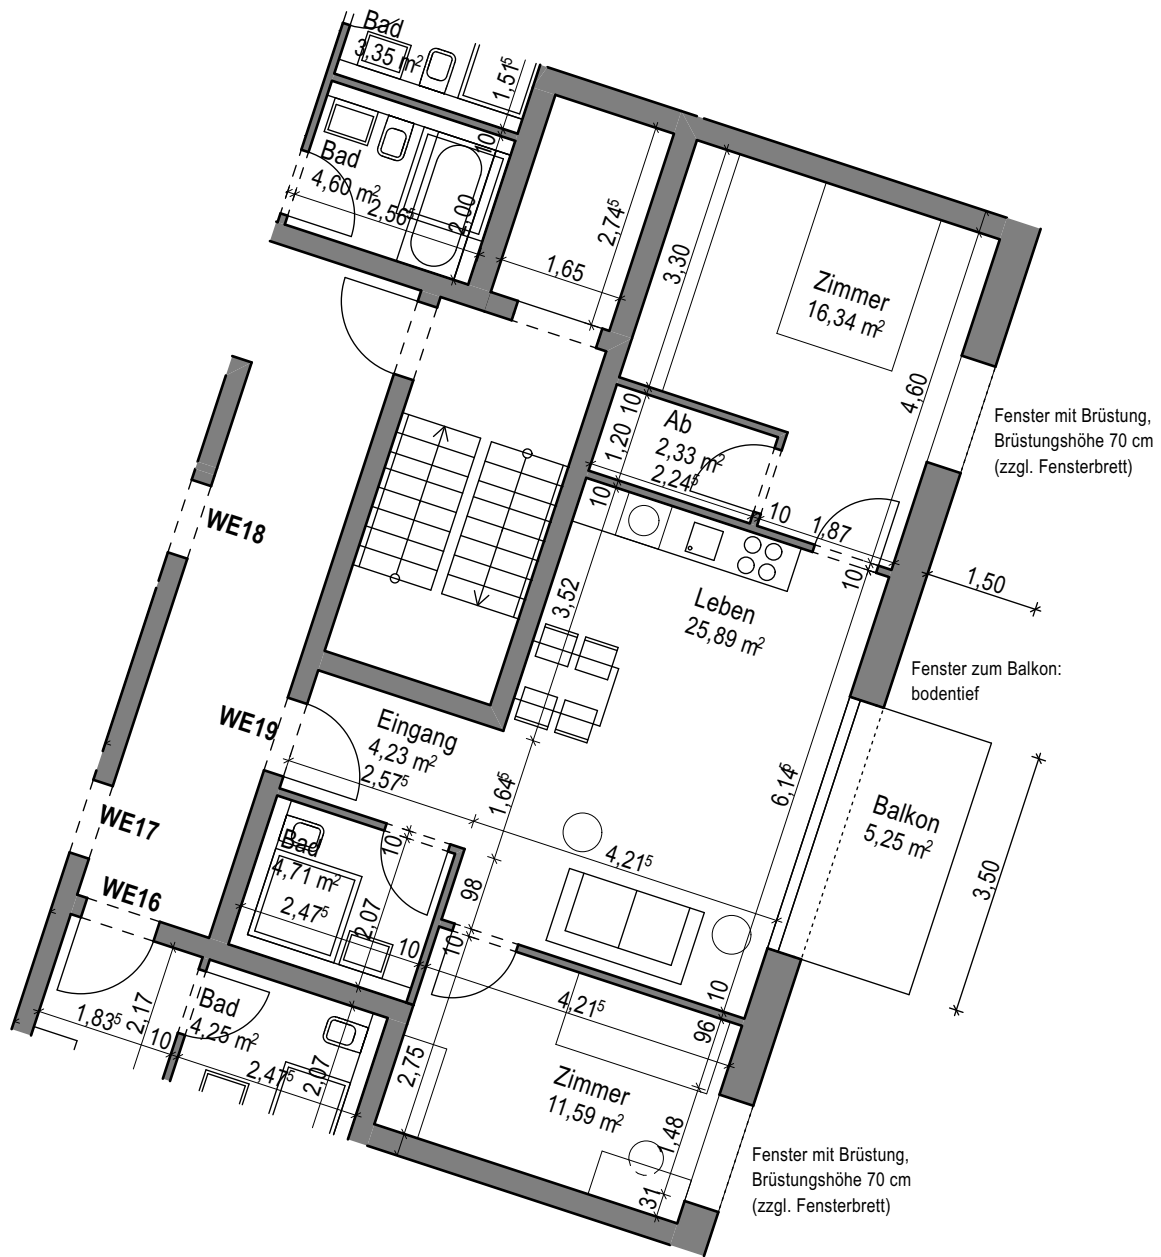 Bad
3,35 m²
1,51⁵
10
Bad
4,60 m²
2,56⁵
2,00
2,74⁵
1,65
3,30
Zimmer
16,34 m²
4,60
Fenster mit Brüstung,
Brüstungshöhe 70 cm
(zzgl. Fensterbrett)
10
1,20
Ab
2,33 m²
2,24⁵
10
10
1,87
10
1,50
WE18
3,52
Leben
25,89 m²
Fenster zum Balkon:
bodentief
WE19
Eingang
4,23 m²
2,57⁵
1,64⁵
6,14⁵
Balkon
5,25 m²
3,50
WE17
WE16
Bad
4,71 m²
2,47⁵
10
2,07
98
4,21⁵
10
10
10
96
4,21⁵
1,83⁵
2,17
10
Bad
4,25 m²
2,47⁵
2,07
2,75
Zimmer
11,59 m²
1,48
31
Fenster mit Brüstung,
Brüstungshöhe 70 cm
(zzgl. Fensterbrett)